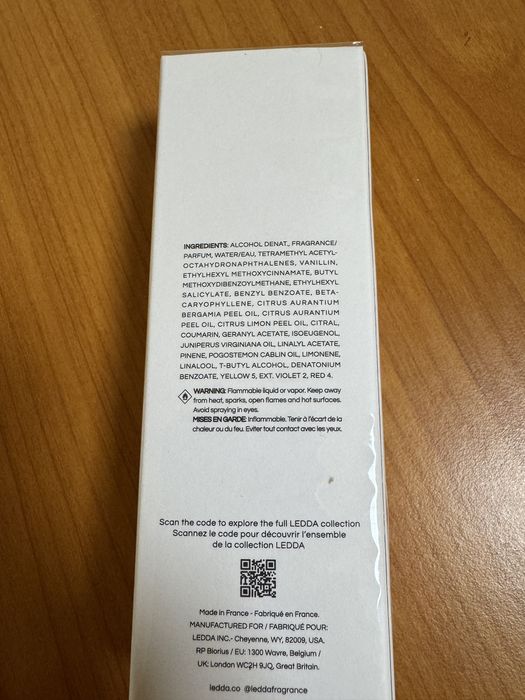 INGREDIENTS: ALCOHOL DENAT., FRAGRANCE/
PARFUM, WATER/EAU, TETRAMETHYL ACETYL-
OCTAHYDRONAPHTHALENES, VANILLIN,
ETHYLHEXYL METHOXYCINNAMATE, BUTYL
METHOXYDIBENZOYLMETHANE, ETHYLHEXYL
SALICYLATE, BENZYL BENZOATE, BETA-
CARYOPHYLLENE, CITRUS AURANTIUM
BERGAMIA PEEL OIL, CITRUS AURANTIUM
PEEL OIL, CITRUS LIMON PEEL OIL, CITRAL,
COUMARIN, GERANYL ACETATE, ISOEUGENOL,
JUNIPERUS VIRGINIANA OIL, LINALYL ACETATE,
PINENE, POGOSTEMON CABLIN OIL, LIMONENE,
LINALOOL, T-BUTYL ALCOHOL, DENATONIUM
BENZOATE, YELLOW 5, EXT. VIOLET 2, RED 4.
WARNING: Flammable liquid or vapor. Keep away
from heat, sparks, open flames and hot surfaces.
Avoid spraying in eyes.
MISES EN GARDE: Inflammable. Tenir à l'écart de la
chaleur ou du feu. Eviter tout contact avec les yeux.
Scan the code to explore the full LEDDA collection
Scannez le code pour découvrir l'ensemble
de la collection LEDDA
Made in France - Fabriqué en France.
MANUFACTURED FOR / FABRIQUÉ POUR:
LEDDA INC.- Cheyenne, WY, 82009, USA.
RP Biorius / EU: 1300 Wavre, Belgium /
UK: London WC2H 9JQ, Great Britain.
ledda.co @leddafragrance